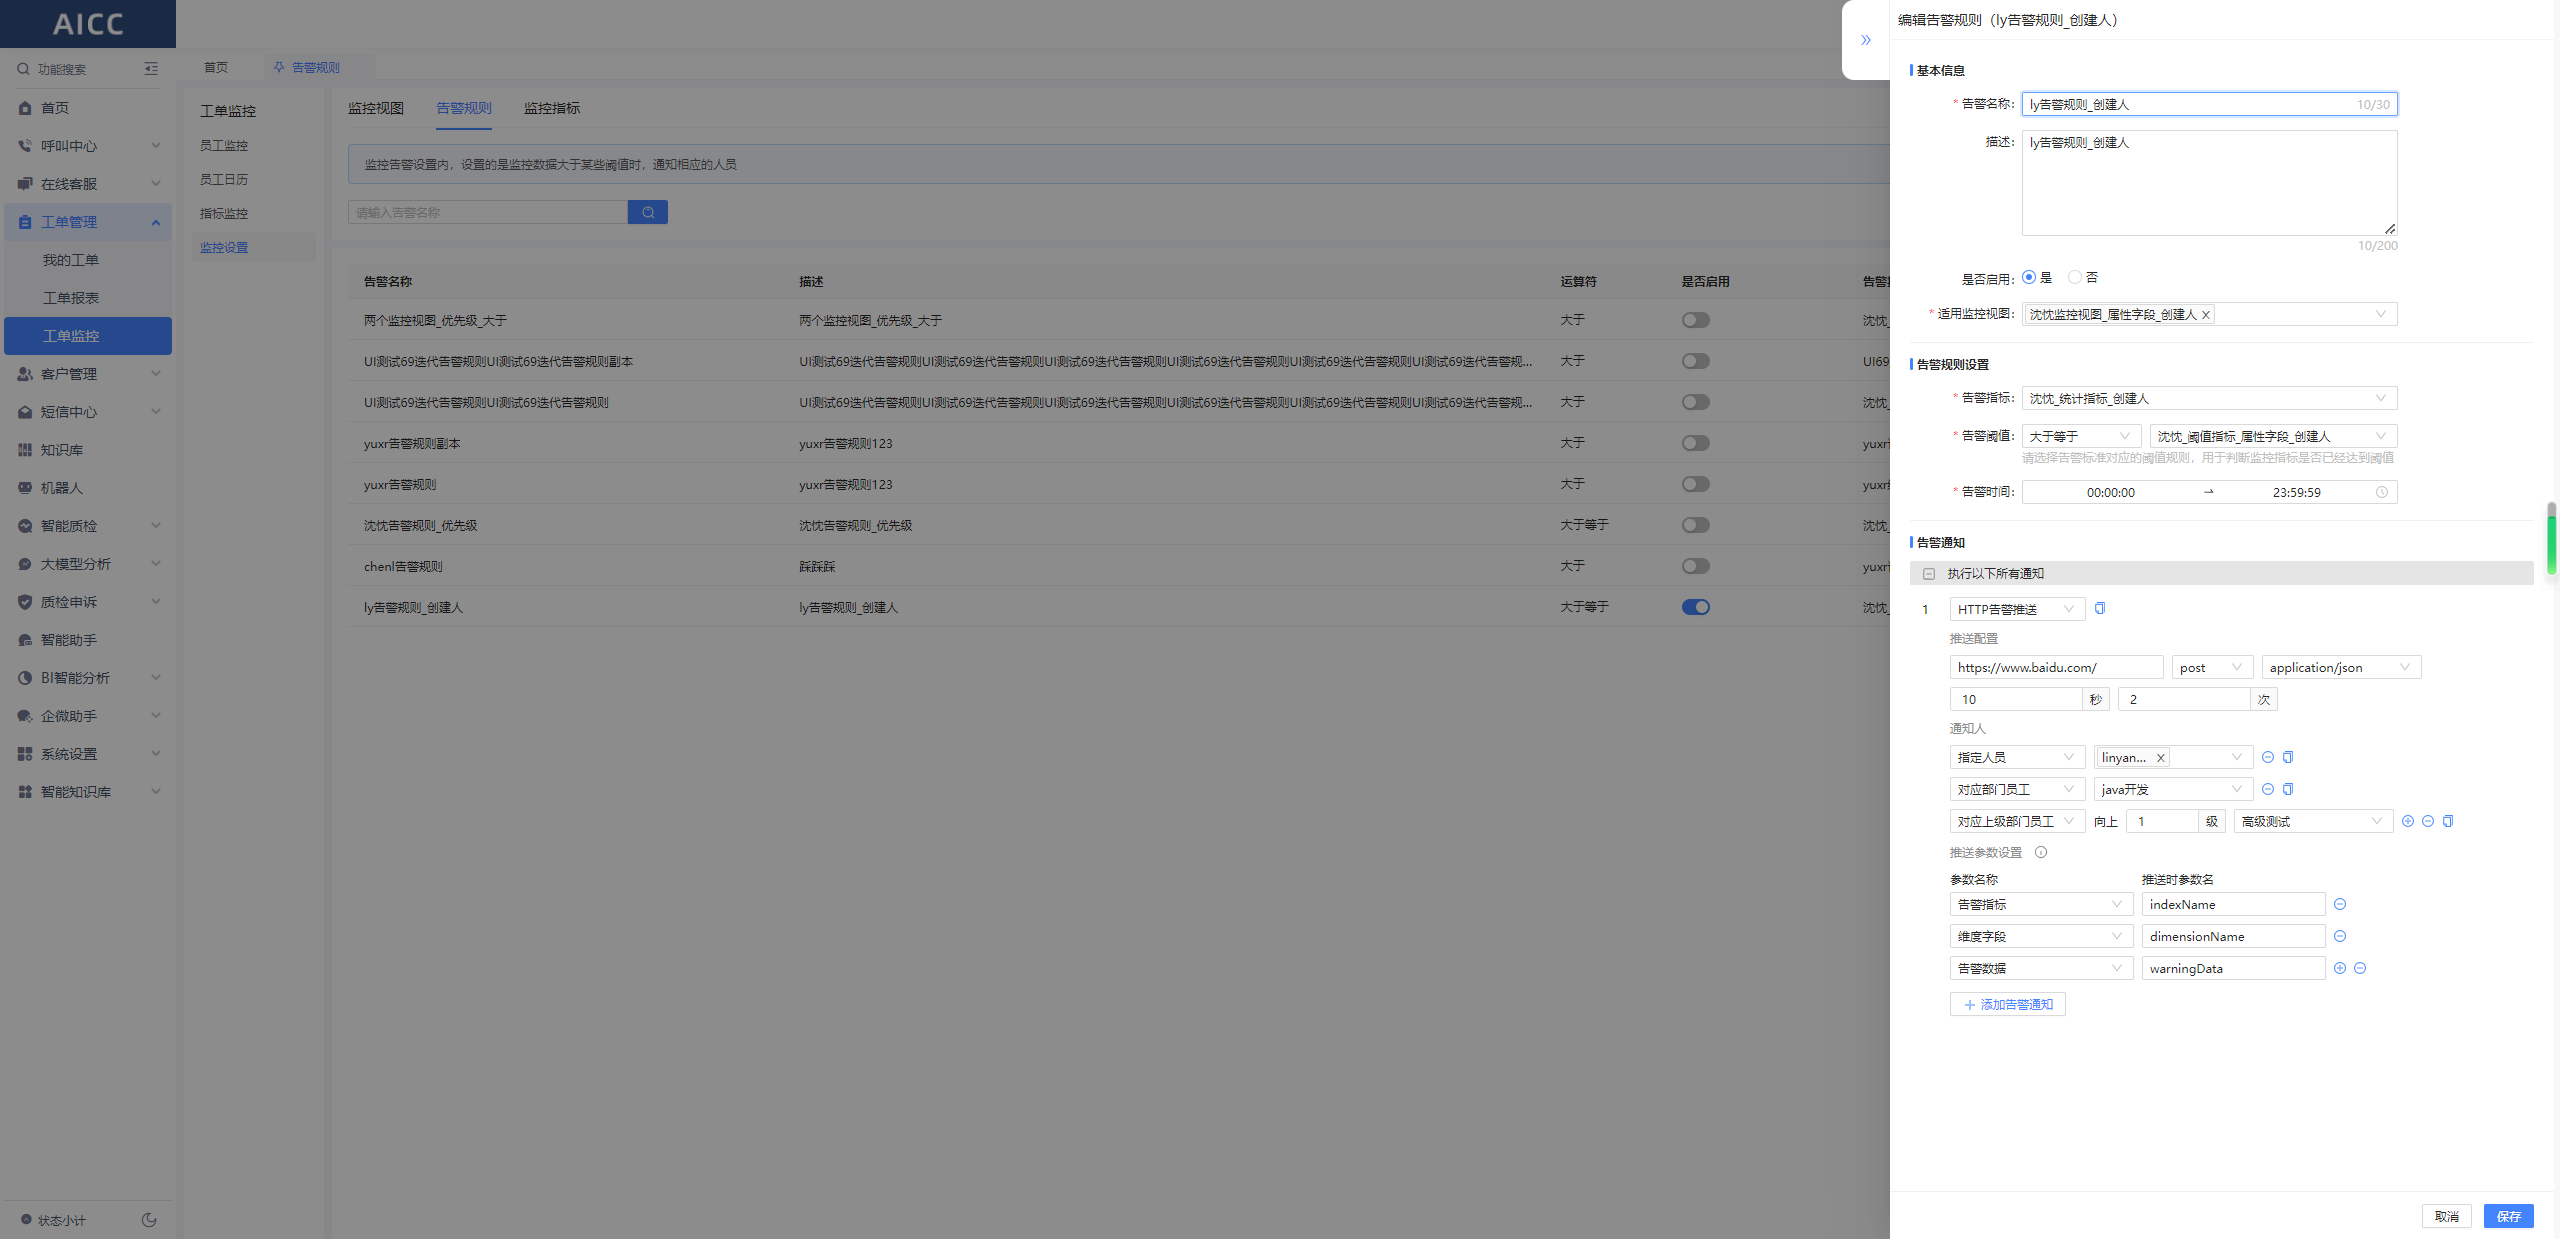 AICC
功能搜索
首页
呼叫中心
在线客服
工单管理
我的工单
工单报表
工单监控
客户管理
短信中心
知识库
机器人
智能质检
大模型分析
质检申诉
智能助手
BI智能分析
企微助手
系统设置
智能知识库
状态小计
首页
告警规则
工单监控
员工监控
员工日历
指标监控
监控设置
监控视图 告警规则 监控指标
监控告警设置内，设置的是监控数据大于某些阈值时，通知相应的人员
请输入告警名称
告警名称 描述 运算符 是否启用
两个监控视图_优先级_大于 两个监控视图_优先级_大于 大于 沈忱_
UI测试69迭代告警规则UI测试69迭代告警规则副本 UI测试69迭代告警规则UI测试69迭代告警规则UI测试69迭代告警规则UI测试69迭代告警规则UI测试69迭代告警规则UI测试69迭代告警规... 大于 UI69
UI测试69迭代告警规则UI测试69迭代告警规则 UI测试69迭代告警规则UI测试69迭代告警规则UI测试69迭代告警规则UI测试69迭代告警规则UI测试69迭代告警规则UI测试69迭代告警规... 大于 沈忱_
yuxr告警规则副本 yuxr告警规则123 大于 yuxr
yuxr告警规则 yuxr告警规则123 大于 yuxr
沈忱告警规则_优先级 沈忱告警规则_优先级 大于等于 沈忱_
chenl告警规则 踩踩踩 大于 yuxr
ly告警规则_创建人 ly告警规则_创建人 大于等于 沈忱_
编辑告警规则（ly告警规则_创建人）
基本信息
* 告警名称： ly告警规则_创建人 10/30
描述： ly告警规则_创建人
10/200
是否启用： 是 否
* 适用监控视图： 沈忱监控视图_属性字段_创建人 X
告警规则设置
* 告警指标： 沈忱_统计指标_创建人
* 告警阈值： 大于等于 沈忱_阈值指标_属性字段_创建人
请选择告警标准对应的阈值规则，用于判断监控指标是否已经达到阈值
* 告警时间： 00:00:00 → 23:59:59
告警通知
执行以下所有通知
1 HTTP告警推送
推送配置
https://www.baidu.com/ post application/json
10 秒 2 次
通知人
指定人员 linyan... X
对应部门员工 java开发
对应上级部门员工 向上 1 级 高级测试
推送参数设置
参数名称 推送时参数名
告警指标 indexName
维度字段 dimensionName
告警数据 warningData
添加告警通知
取消 保存